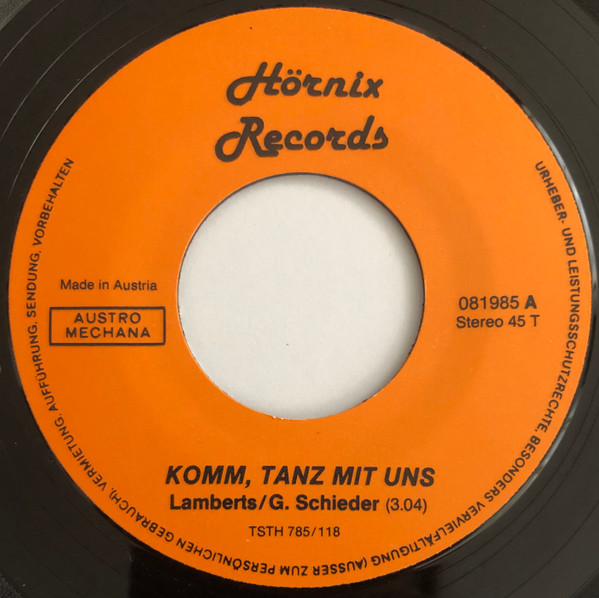 Hörnix
Records
Made in Austria
AUSTRO
MECHANA
081985 A
Stereo 45 T
KOMM, TANZ MIT UNS
Lamberts/G. Schieder (3.04)
TSTH 785/118
URHEBER- UND LEISTUNGSSCHUTZRECHTE, BESONDERS VERVIELFÄLTIGUNG (AUSSER ZUM PERSÖNLICHEN GEBRAUCH), VERMIETUNG, AUFFÜHRUNG, SENDUNG, VORBEHALTEN